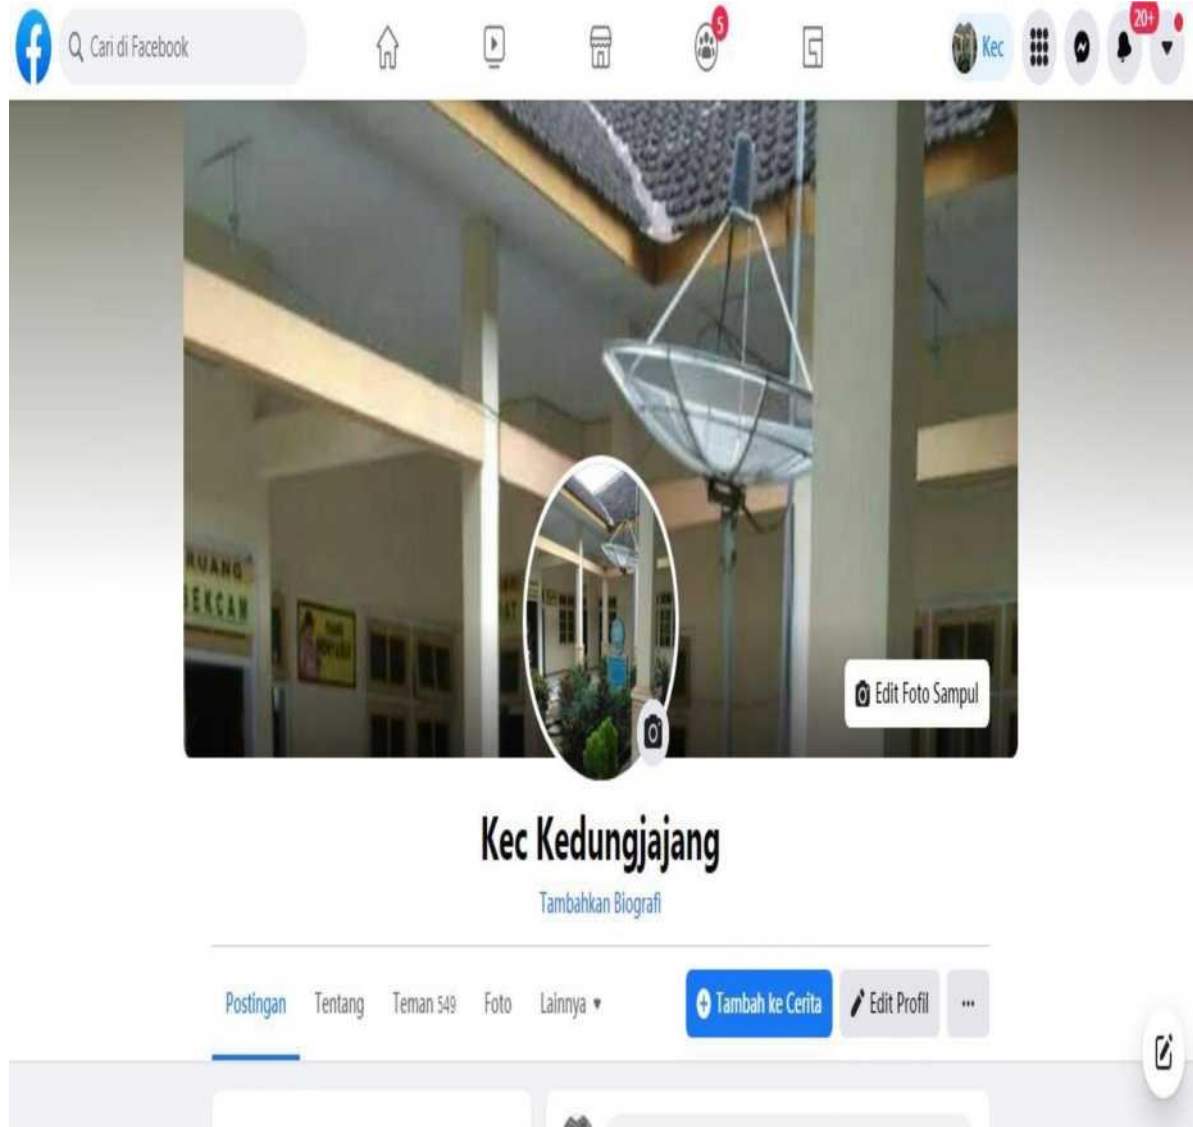 Cari di Facebook
5
Kec
20+
RUANG
SEKCAM
Edit Foto Sampul
Kec Kedungjajang
Tambahkan Biografi
Postingan Tentang Teman 549 Foto Lainnya
Tambah ke Cerita Edit Profil